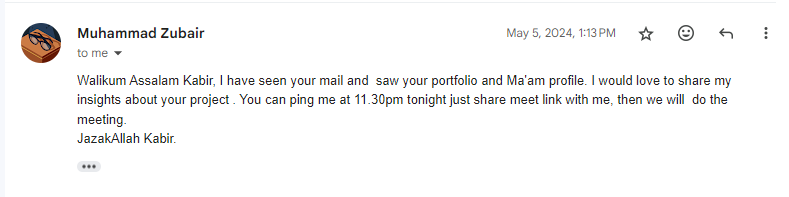 Muhammad Zubair
May 5, 2024, 1:13 PM
to me
Walikum Assalam Kabir, I have seen your mail and  saw your portfolio and Ma'am profile. I would love to share my
insights about your project . You can ping me at 11.30pm tonight just share meet link with me, then we will  do the
meeting.
JazakAllah Kabir.